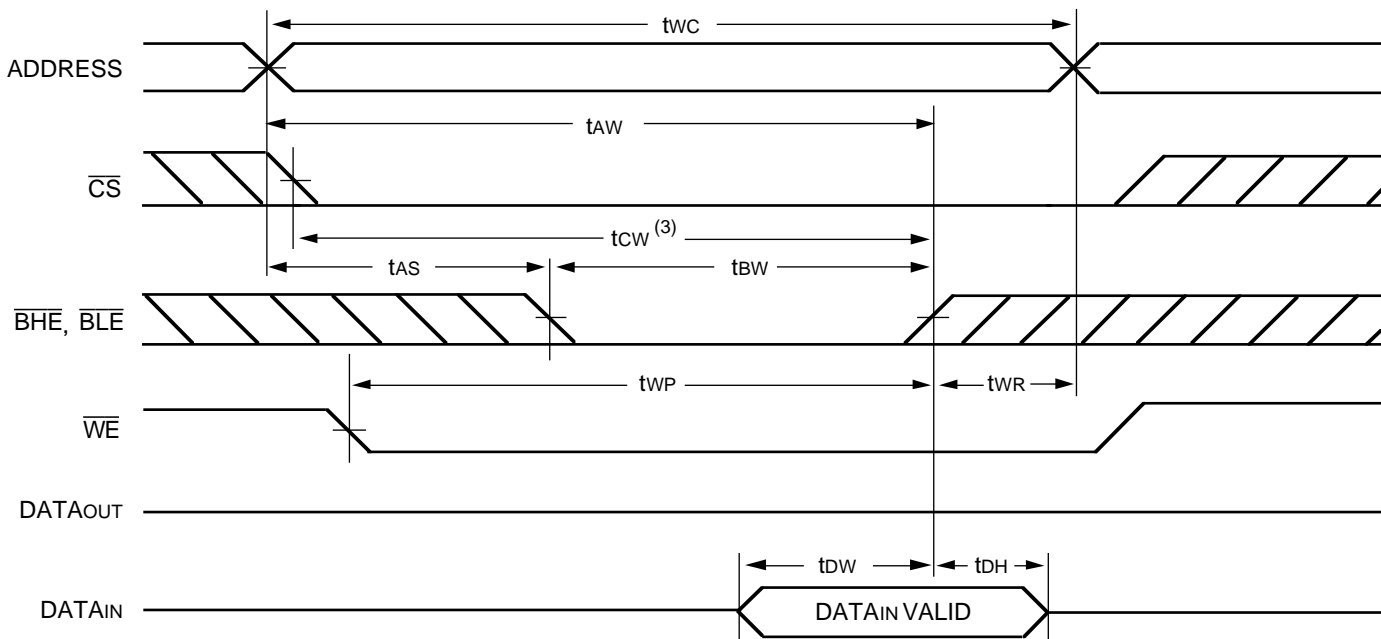 tWC
ADDRESS
tAW
CS
tCW (3)
tAS
tBW
BHE, BLE
tWP
tWR
WE
DATAOUT
tDW
tDH
DATAIN
DATAIN VALID